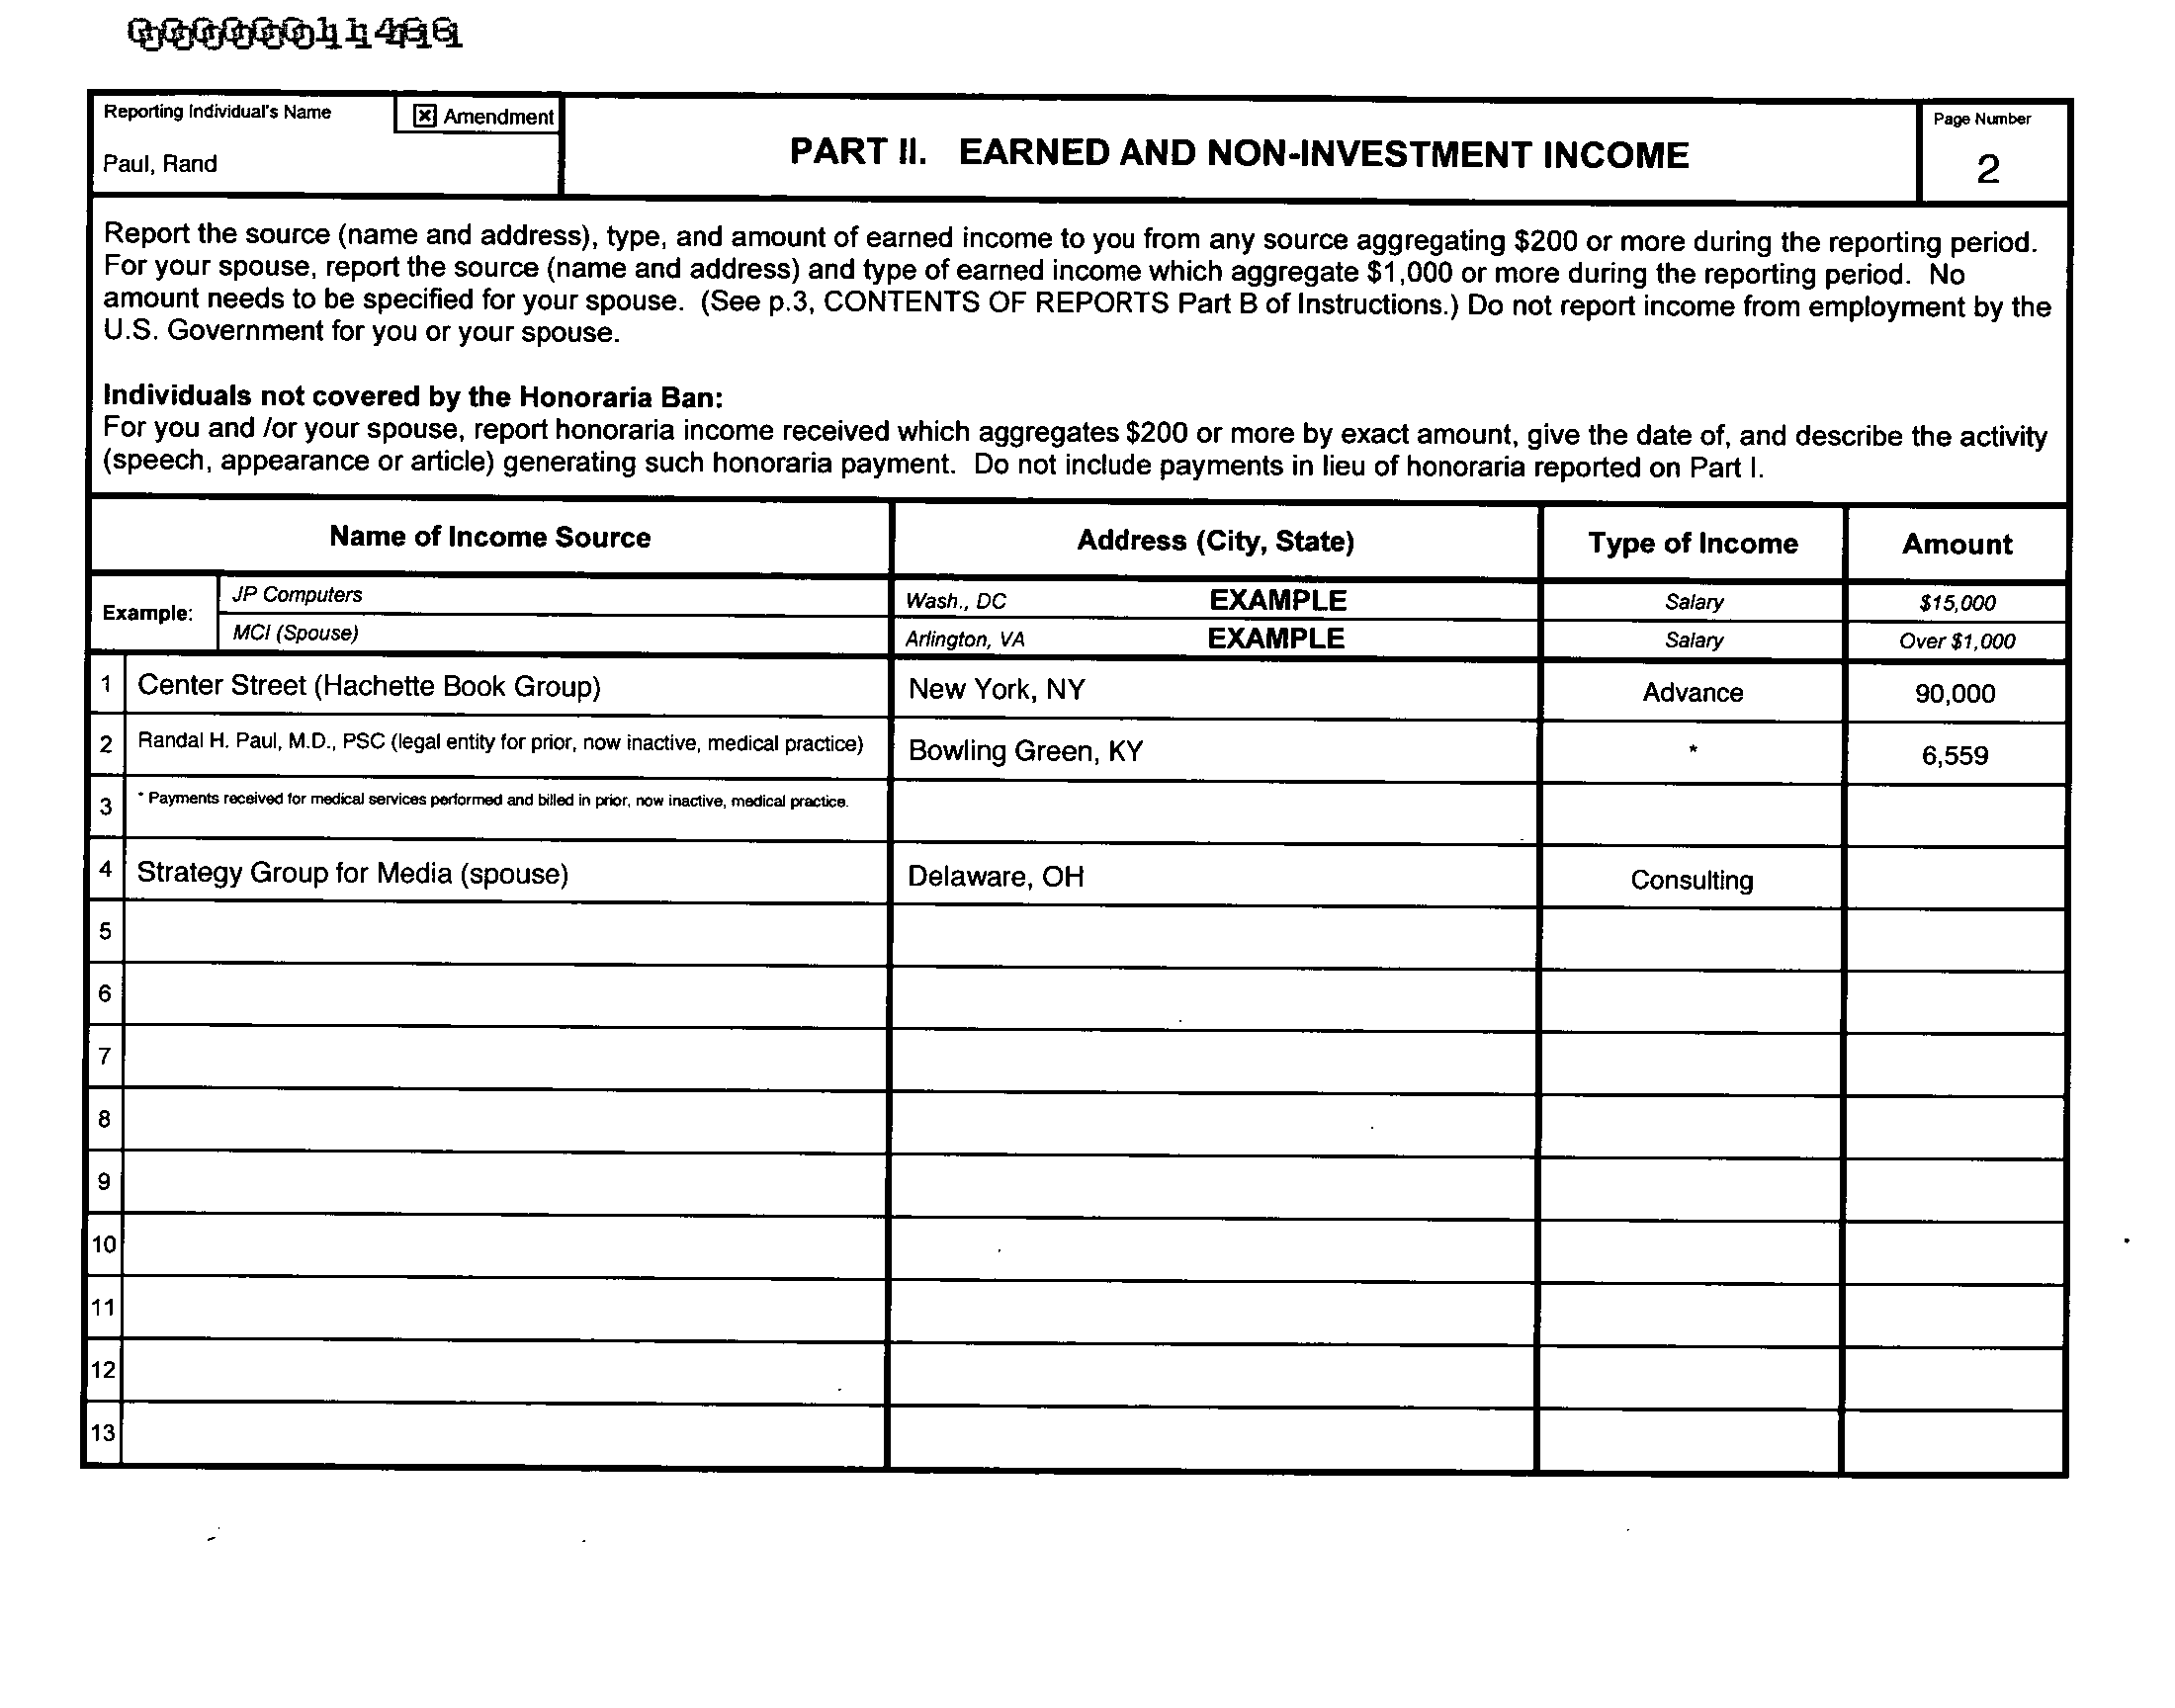 Reporting Individual's Name
☒ Amendment
Paul, Rand
PART II. EARNED AND NON-INVESTMENT INCOME
Page Number
2
Report the source (name and address), type, and amount of earned income to you from any source aggregating $200 or more during the reporting period.
For your spouse, report the source (name and address) and type of earned income which aggregate $1,000 or more during the reporting period. No
amount needs to be specified for your spouse. (See p.3, CONTENTS OF REPORTS Part B of Instructions.) Do not report income from employment by the
U.S. Government for you or your spouse.
Individuals not covered by the Honoraria Ban:
For you and /or your spouse, report honoraria income received which aggregates $200 or more by exact amount, give the date of, and describe the activity
(speech, appearance or article) generating such honoraria payment. Do not include payments in lieu of honoraria reported on Part I.
Name of Income Source Address (City, State) Type of Income Amount
Example:
JP Computers Wash., DC EXAMPLE Salary $15,000
MCI (Spouse) Arlington, VA EXAMPLE Salary Over $1,000
1 Center Street (Hachette Book Group) New York, NY Advance 90,000
2 Randal H. Paul, M.D., PSC (legal entity for prior, now inactive, medical practice) Bowling Green, KY * 6,559
3 * Payments received for medical services performed and billed in prior, now inactive, medical practice.
4 Strategy Group for Media (spouse) Delaware, OH Consulting
5
6
7
8
9
10
11
12
13